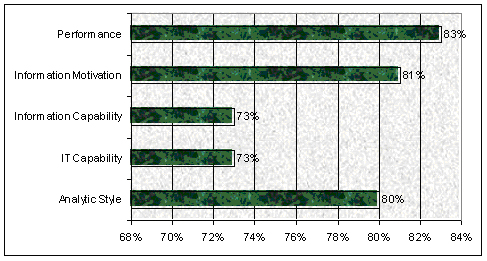 Performance
83%
Information Motivation
81%
Information Capability
73%
IT Capability
73%
Analytic Style
80%
68% 70% 72% 74% 76% 78% 80% 82% 84%